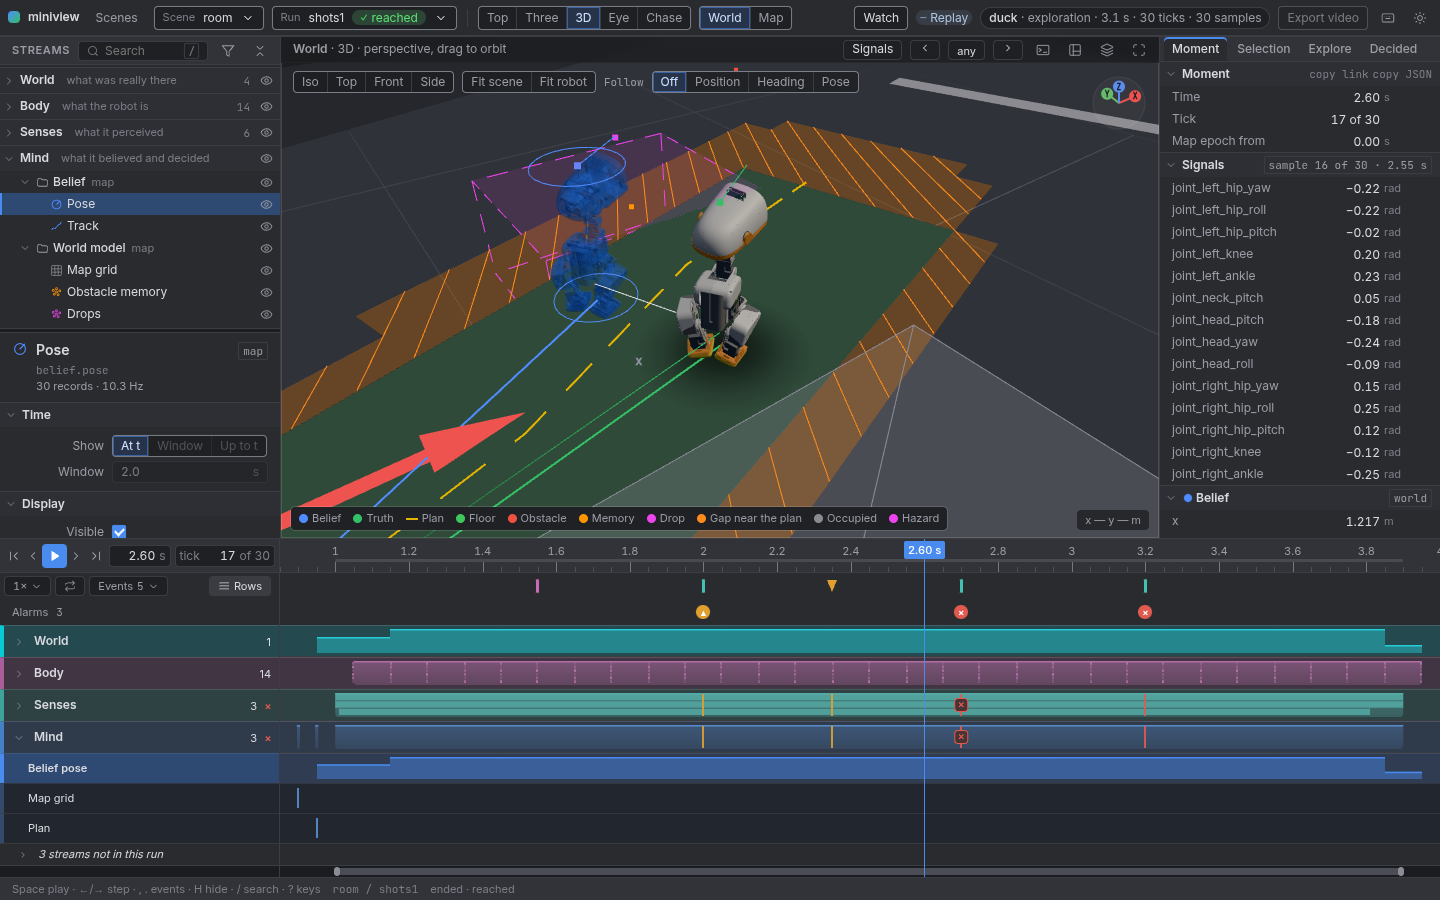 miniview
Scenes
Scene room
Run shots1 ✓ reached
Top Three 3D Eye Chase
World Map
Watch
Replay
duck · exploration · 3.1 s · 30 ticks · 30 samples
Export video
STREAMS
Search /
World what was really there 4
Body what the robot is 14
Senses what it perceived 6
Mind what it believed and decided
Belief map
Pose
Track
World model map
Map grid
Obstacle memory
Drops
Pose map
belief.pose
30 records · 10.3 Hz
Time
Show At t Window Up to t
Window 2.0 s
Display
Visible
World · 3D · perspective, drag to orbit
Signals any
Iso Top Front Side
Fit scene Fit robot
Follow Off Position Heading Pose
Y Z X
x
Belief Truth Plan Floor Obstacle Memory Drop Gap near the plan Occupied Hazard
x — y — m
Moment Selection Explore Decided
Moment copy link copy JSON
Time 2.60 s
Tick 17 of 30
Map epoch from 0.00 s
Signals sample 16 of 30 · 2.55 s
joint_left_hip_yaw −0.22 rad
joint_left_hip_roll −0.22 rad
joint_left_hip_pitch −0.02 rad
joint_left_knee 0.20 rad
joint_left_ankle 0.23 rad
joint_neck_pitch 0.05 rad
joint_head_pitch −0.18 rad
joint_head_yaw −0.24 rad
joint_head_roll −0.09 rad
joint_right_hip_yaw 0.15 rad
joint_right_hip_roll 0.25 rad
joint_right_hip_pitch 0.12 rad
joint_right_knee −0.12 rad
joint_right_ankle −0.25 rad
Belief world
x 1.217 m
2.60 s tick 17 of 30
1 1.2 1.4 1.6 1.8 2 2.2 2.4 2.60 s 2.8 3 3.2 3.4 3.6 3.8
1× Events 5 Rows
Alarms 3
World 1
Body 14
Senses 3 ×
Mind 3 ×
Belief pose
Map grid
Plan
3 streams not in this run
Space play · ←/→ step · , . events · H hide · / search · ? keys room / shots1 ended · reached